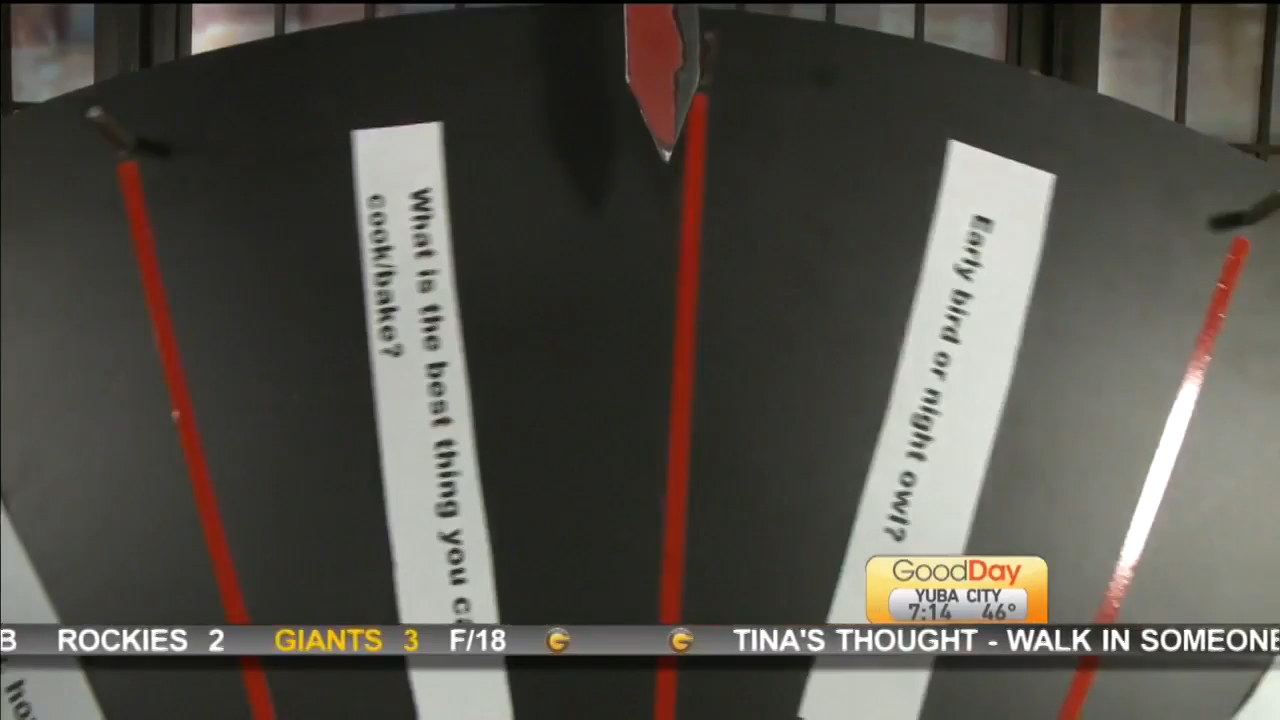 What is the best thing you
cook/bake?
Early bird or night owl?
GoodDay
YUBA CITY
7:14 46°
B ROCKIES 2 GIANTS 3 F/18 TINA'S THOUGHT - WALK IN SOMEONE